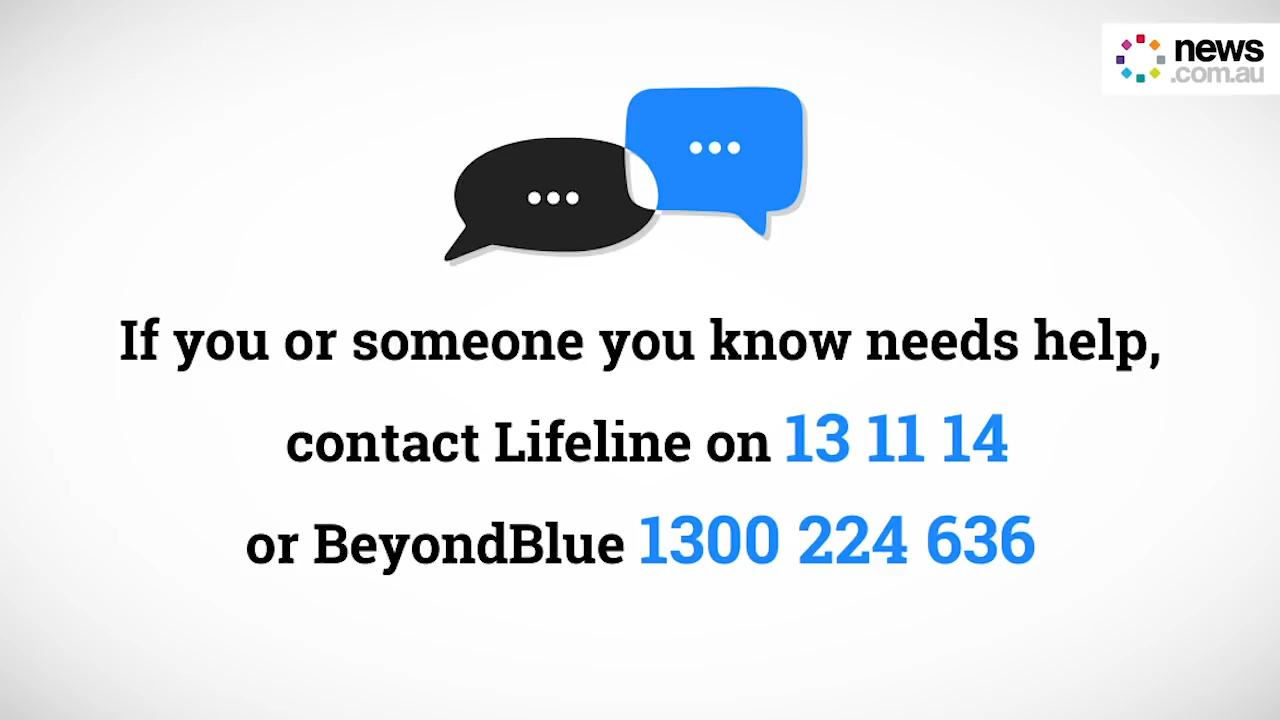 news
.com.au
If you or someone you know needs help,
contact Lifeline on 13 11 14
or BeyondBlue 1300 224 636